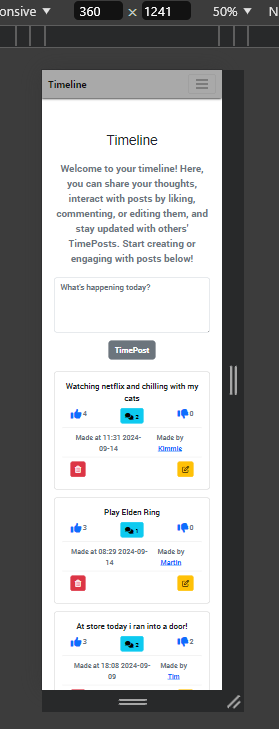 onsive ▼ 360 × 1241 50% ▼ N
Timeline
Timeline
Welcome to your timeline! Here,
you can share your thoughts,
interact with posts by liking,
commenting, or editing them, and
stay updated with others'
TimePosts. Start creating or
engaging with posts below!
What's happening today?
TimePost
Watching netflix and chilling with my
cats
4 2 0
Made at 11:31 2024- Made by
09-14 Kimmie
Play Elden Ring
3 1 0
Made at 08:29 2024-09- Made by
14 Martin
At store today i ran into a door!
3 2 2
Made at 18:08 2024-09- Made by
09 Tim